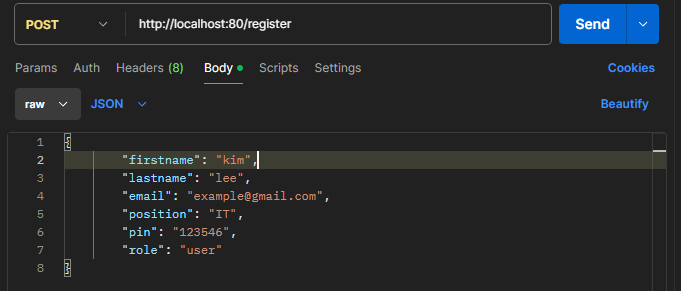 POST http://localhost:80/register Send
Params Auth Headers (8) Body Scripts Settings Cookies
raw JSON Beautify
1 {
2 "firstname": "kim",
3 "lastname": "lee",
4 "email": "example@gmail.com",
5 "position": "IT",
6 "pin": "123546",
7 "role": "user"
8 }